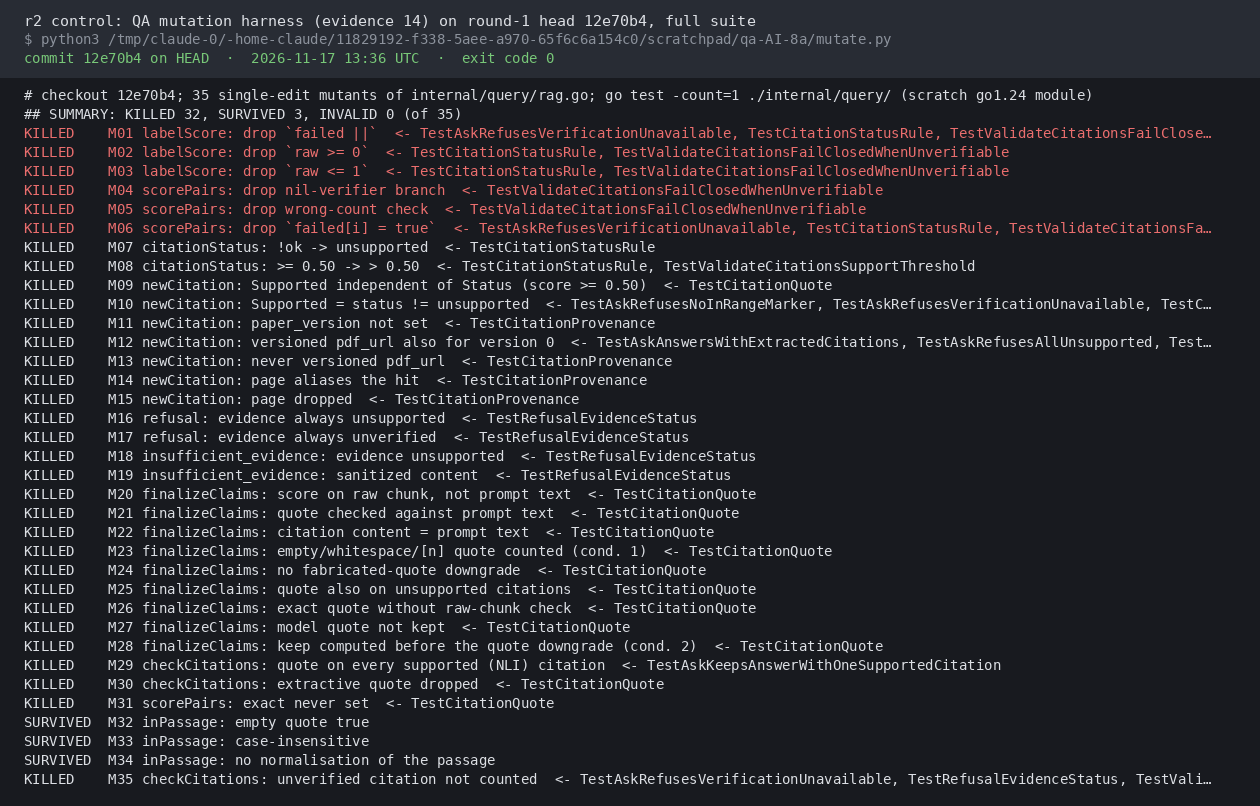 r2 control: QA mutation harness (evidence 14) on round-1 head 12e70b4, full suite
$ python3 /tmp/claude-0/-home-claude/11829192-f338-5aee-a970-65f6c6a154c0/scratchpad/qa-AI-8a/mutate.py
commit 12e70b4 on HEAD · 2026-11-17 13:36 UTC · exit code 0
# checkout 12e70b4; 35 single-edit mutants of internal/query/rag.go; go test -count=1 ./internal/query/ (scratch go1.24 module)
## SUMMARY: KILLED 32, SURVIVED 3, INVALID 0 (of 35)
KILLED    M01 labelScore: drop `failed ||`  <- TestAskRefusesVerificationUnavailable, TestCitationStatusRule, TestValidateCitationsFailClose…
KILLED    M02 labelScore: drop `raw >= 0`  <- TestCitationStatusRule, TestValidateCitationsFailClosedWhenUnverifiable
KILLED    M03 labelScore: drop `raw <= 1`  <- TestCitationStatusRule, TestValidateCitationsFailClosedWhenUnverifiable
KILLED    M04 scorePairs: drop nil-verifier branch  <- TestValidateCitationsFailClosedWhenUnverifiable
KILLED    M05 scorePairs: drop wrong-count check  <- TestValidateCitationsFailClosedWhenUnverifiable
KILLED    M06 scorePairs: drop `failed[i] = true`  <- TestAskRefusesVerificationUnavailable, TestCitationStatusRule, TestValidateCitationsFa…
KILLED    M07 citationStatus: !ok -> unsupported  <- TestCitationStatusRule
KILLED    M08 citationStatus: >= 0.50 -> > 0.50  <- TestCitationStatusRule, TestValidateCitationsSupportThreshold
KILLED    M09 newCitation: Supported independent of Status (score >= 0.50)  <- TestCitationQuote
KILLED    M10 newCitation: Supported = status != unsupported  <- TestAskRefusesNoInRangeMarker, TestAskRefusesVerificationUnavailable, TestC…
KILLED    M11 newCitation: paper_version not set  <- TestCitationProvenance
KILLED    M12 newCitation: versioned pdf_url also for version 0  <- TestAskAnswersWithExtractedCitations, TestAskRefusesAllUnsupported, Test…
KILLED    M13 newCitation: never versioned pdf_url  <- TestCitationProvenance
KILLED    M14 newCitation: page aliases the hit  <- TestCitationProvenance
KILLED    M15 newCitation: page dropped  <- TestCitationProvenance
KILLED    M16 refusal: evidence always unsupported  <- TestRefusalEvidenceStatus
KILLED    M17 refusal: evidence always unverified  <- TestRefusalEvidenceStatus
KILLED    M18 insufficient_evidence: evidence unsupported  <- TestRefusalEvidenceStatus
KILLED    M19 insufficient_evidence: sanitized content  <- TestRefusalEvidenceStatus
KILLED    M20 finalizeClaims: score on raw chunk, not prompt text  <- TestCitationQuote
KILLED    M21 finalizeClaims: quote checked against prompt text  <- TestCitationQuote
KILLED    M22 finalizeClaims: citation content = prompt text  <- TestCitationQuote
KILLED    M23 finalizeClaims: empty/whitespace/[n] quote counted (cond. 1)  <- TestCitationQuote
KILLED    M24 finalizeClaims: no fabricated-quote downgrade  <- TestCitationQuote
KILLED    M25 finalizeClaims: quote also on unsupported citations  <- TestCitationQuote
KILLED    M26 finalizeClaims: exact quote without raw-chunk check  <- TestCitationQuote
KILLED    M27 finalizeClaims: model quote not kept  <- TestCitationQuote
KILLED    M28 finalizeClaims: keep computed before the quote downgrade (cond. 2)  <- TestCitationQuote
KILLED    M29 checkCitations: quote on every supported (NLI) citation  <- TestAskKeepsAnswerWithOneSupportedCitation
KILLED    M30 checkCitations: extractive quote dropped  <- TestCitationQuote
KILLED    M31 scorePairs: exact never set  <- TestCitationQuote
SURVIVED  M32 inPassage: empty quote true
SURVIVED  M33 inPassage: case-insensitive
SURVIVED  M34 inPassage: no normalisation of the passage
KILLED    M35 checkCitations: unverified citation not counted  <- TestAskRefusesVerificationUnavailable, TestRefusalEvidenceStatus, TestVali…